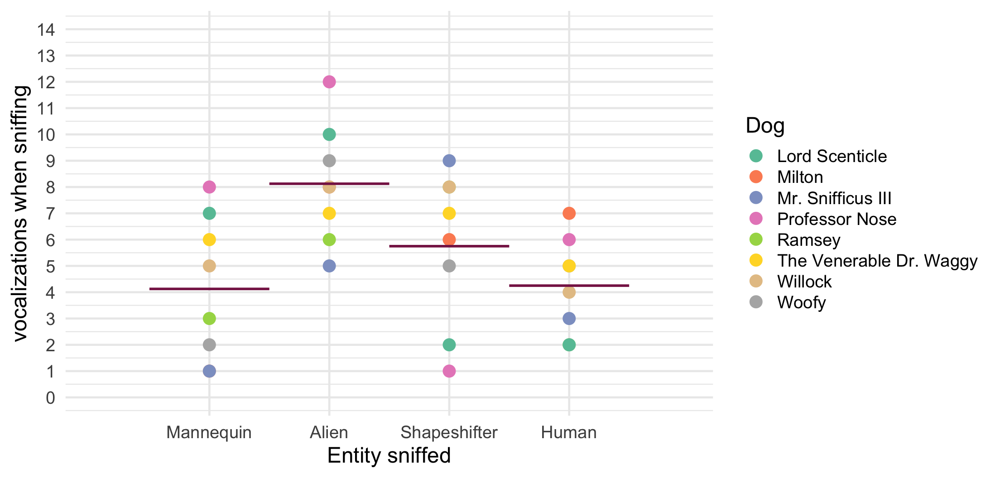 vocalizations when sniffing
14
13
12
11
10
9
8
7
6
5
4
3
2
1
0
Mannequin
Alien
Shapeshifter
Human
Entity sniffed
Dog
Lord Scenticle
Milton
Mr. Snifficus III
Professor Nose
Ramsey
The Venerable Dr. Waggy
Willock
Woofy